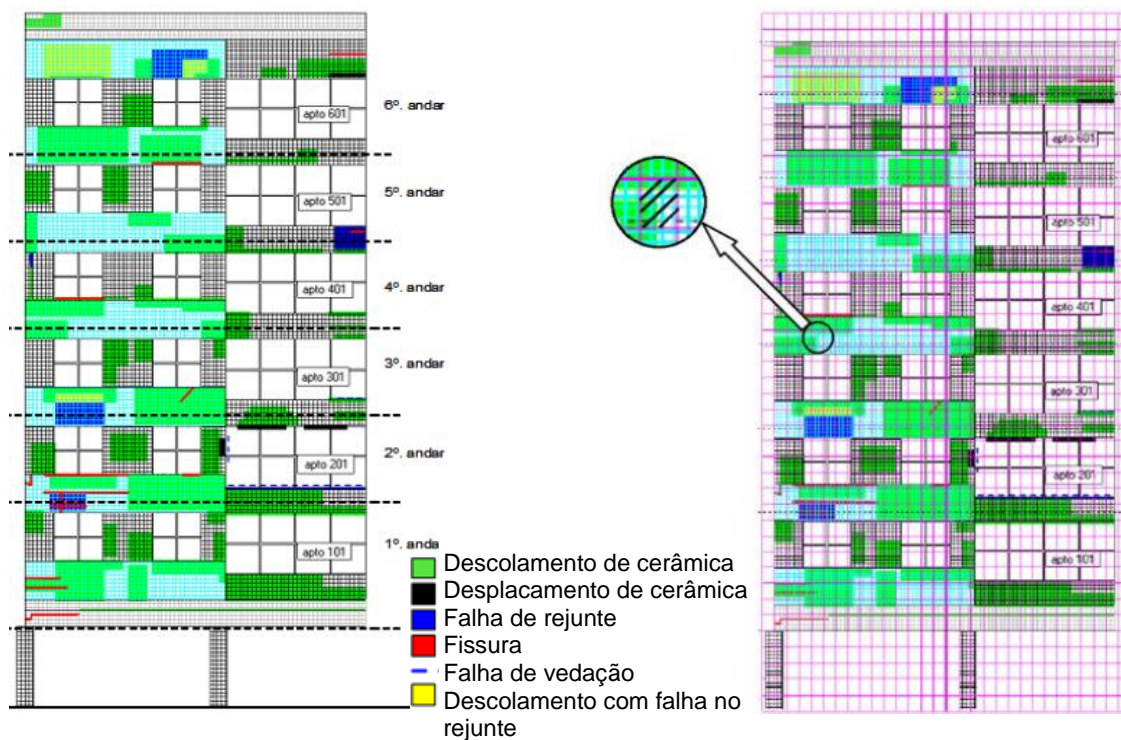 6º. andar
apto 601
5º. andar
apto 501
4º. andar
apto 401
3º. andar
apto 301
2º. andar
apto 201
1º. anda
apto 101
Descolamento de cerâmica
Desplacamento de cerâmica
Falha de rejunte
Fissura
Falha de vedação
Descolamento com falha no
rejunte
apto 601
apto 501
apto 401
apto 301
apto 201
apto 101